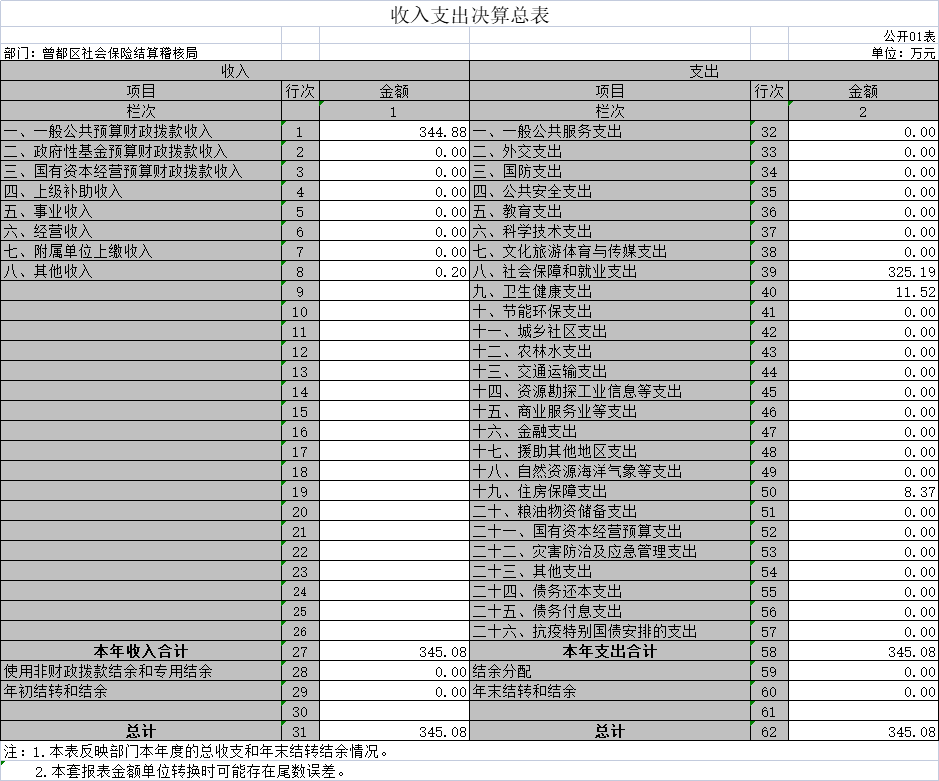 收入支出决算总表
公开01表
部门：曾都区社会保险结算稽核局 单位：万元
收入 支出
项目 行次 金额 项目 行次 金额
栏次 1 栏次 2
一、一般公共预算财政拨款收入 1 344.88 一、一般公共服务支出 32 0.00
二、政府性基金预算财政拨款收入 2 0.00 二、外交支出 33 0.00
三、国有资本经营预算财政拨款收入 3 0.00 三、国防支出 34 0.00
四、上级补助收入 4 0.00 四、公共安全支出 35 0.00
五、事业收入 5 0.00 五、教育支出 36 0.00
六、经营收入 6 0.00 六、科学技术支出 37 0.00
七、附属单位上缴收入 7 0.00 七、文化旅游体育与传媒支出 38 0.00
八、其他收入 8 0.20 八、社会保障和就业支出 39 325.19
9 九、卫生健康支出 40 11.52
10 十、节能环保支出 41 0.00
11 十一、城乡社区支出 42 0.00
12 十二、农林水支出 43 0.00
13 十三、交通运输支出 44 0.00
14 十四、资源勘探工业信息等支出 45 0.00
15 十五、商业服务业等支出 46 0.00
16 十六、金融支出 47 0.00
17 十七、援助其他地区支出 48 0.00
18 十八、自然资源海洋气象等支出 49 0.00
19 十九、住房保障支出 50 8.37
20 二十、粮油物资储备支出 51 0.00
21 二十一、国有资本经营预算支出 52 0.00
22 二十二、灾害防治及应急管理支出 53 0.00
23 二十三、其他支出 54 0.00
24 二十四、债务还本支出 55 0.00
25 二十五、债务付息支出 56 0.00
26 二十六、抗疫特别国债安排的支出 57 0.00
本年收入合计 27 345.08 本年支出合计 58 345.08
使用非财政拨款结余和专用结余 28 0.00 结余分配 59 0.00
年初结转和结余 29 0.00 年末结转和结余 60 0.00
30 61
总计 31 345.08 总计 62 345.08
注：1.本表反映部门本年度的总收支和年末结转结余情况。
2.本套报表金额单位转换时可能存在尾数误差。